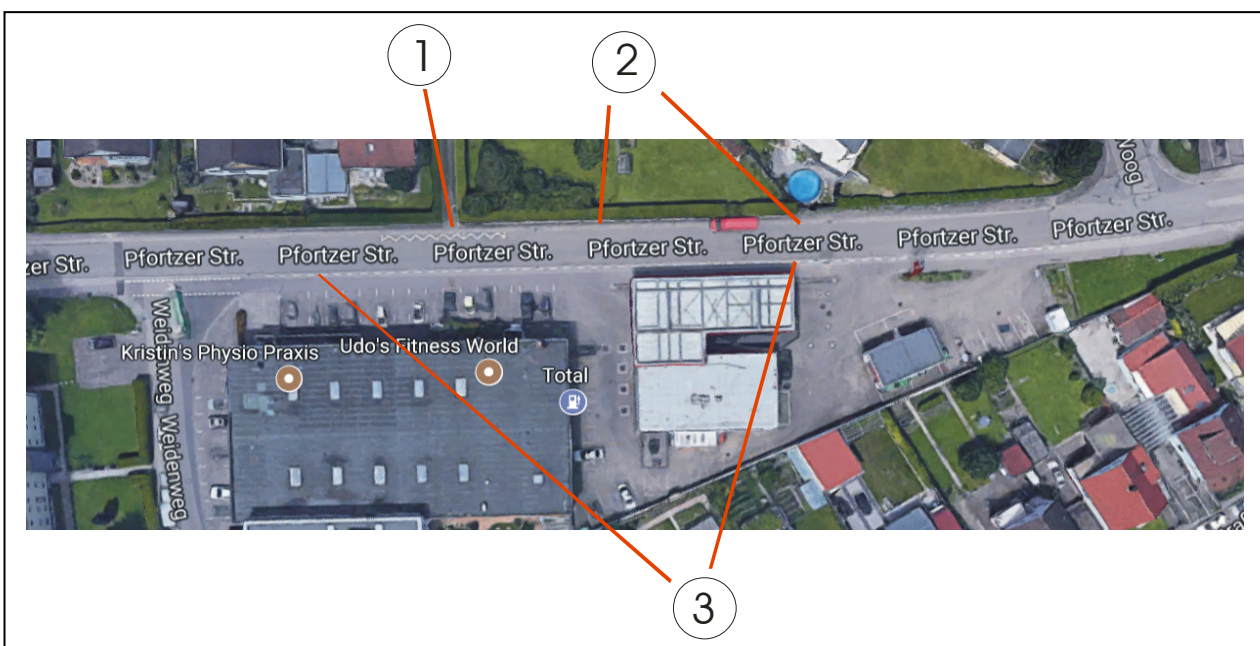 1
2
Woog
Pfortzer Str.
Pfortzer Str.
Pfortzer Str.
Pfortzer Str.
Pfortzer Str.
Pfortzer Str.
zer Str.
Pfortzer Str.
Weidenweg
Weidenweg
Kristin's Physio Praxis
Udo's Fitness World
Total
3